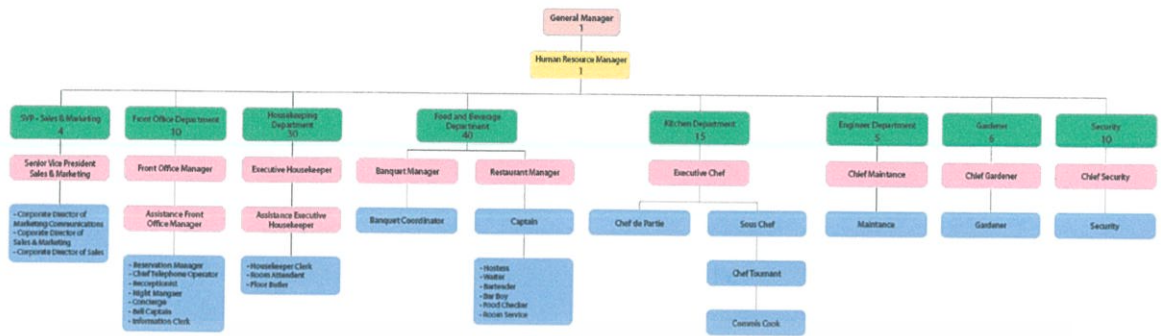 General Manager
1
Human Resource Manager
1
SVP - Sales & Marketing
4
Front Office Department
10
Housekeeping
Department
30
Food and Beverage
Department
40
Kitchen Department
15
Engineer Department
5
Gardener
6
Security
10
Senior Vice President
Sales & Marketing
Front Office Manager
Executive Housekeeper
Banquet Manager
Restaurant Manager
Executive Chef
Chief Maintance
Chief Gardener
Chief Security
- Corporate Director of
Marketing Communications
- Coporate Director of
Sales & Marketing
- Corporate Director of Sales
Assistance Front
Office Manager
Assistance Executive
Housekeeper
Banquet Coordinator
Captain
Chef de Partie
Sous Chef
Maintance
Gardener
Security
- Reservation Manager
- Chief Telephone Operator
- Recceptionist
- Night Mangaer
- Concierge
- Bell Captain
- Information Clerk
- Housekeeper Clerk
- Room Attendent
- Floor Butler
- Hostess
- Waiter
- Bartender
- Bar Boy
- Food Checker
- Room Service
Chef Tournant
Commis Cook